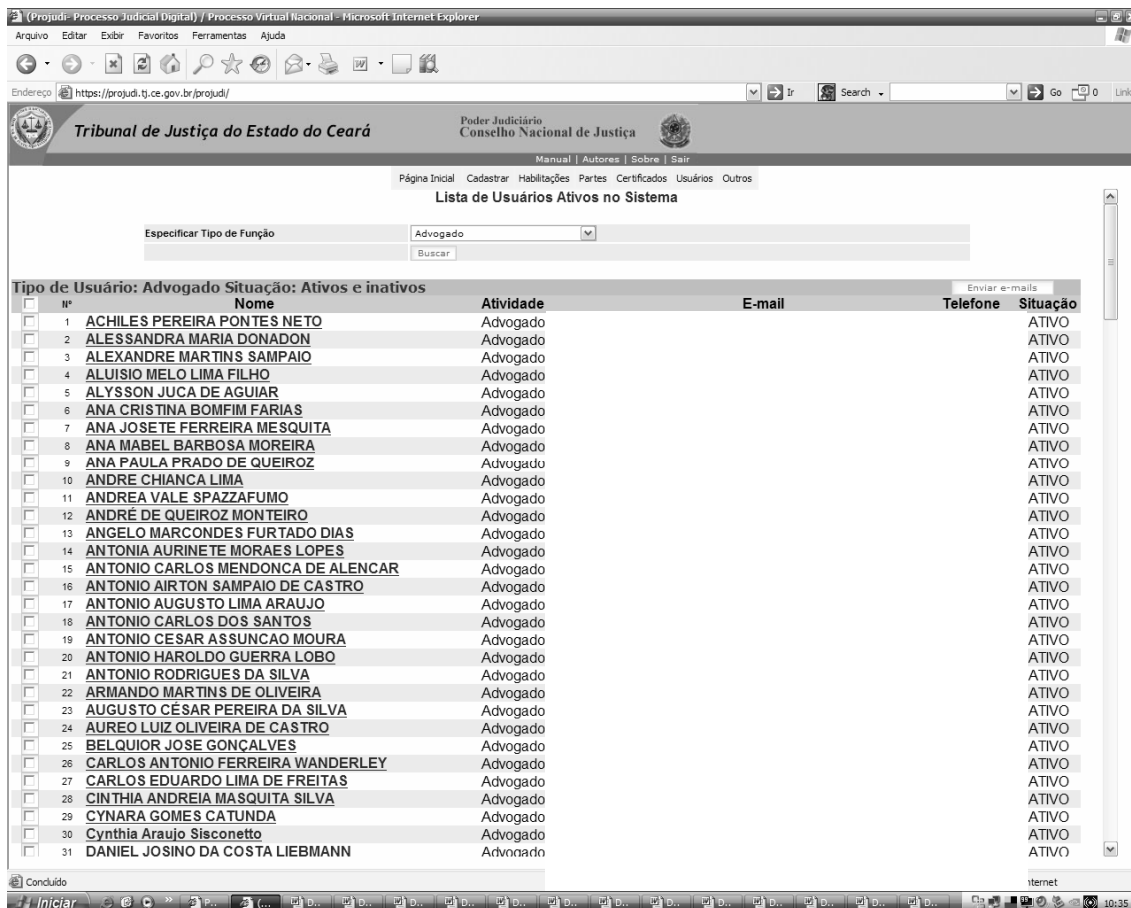 (Projudi- Processo Judicial Digital) / Processo Virtual Nacional - Microsoft Internet Explorer
Arquivo Editar Exibir Favoritos Ferramentas Ajuda
Endereço https://projudi.tj.ce.gov.br/projudi/ Ir Search Go 0 Link
Tribunal de Justiça do Estado do Ceará
Poder Judiciário
Conselho Nacional de Justiça
Manual | Autores | Sobre | Sair
Página Inicial Cadastrar Habilitações Partes Certificados Usuários Outros
Lista de Usuários Ativos no Sistema
Especificar Tipo de Função Advogado
Buscar
Tipo de Usuário: Advogado Situação: Ativos e inativos Enviar e-mails
Nº Nome Atividade E-mail Telefone Situação
1 ACHILES PEREIRA PONTES NETO Advogado ATIVO
2 ALESSANDRA MARIA DONADON Advogado ATIVO
3 ALEXANDRE MARTINS SAMPAIO Advogado ATIVO
4 ALUISIO MELO LIMA FILHO Advogado ATIVO
5 ALYSSON JUCA DE AGUIAR Advogado ATIVO
6 ANA CRISTINA BOMFIM FARIAS Advogado ATIVO
7 ANA JOSETE FERREIRA MESQUITA Advogado ATIVO
8 ANA MABEL BARBOSA MOREIRA Advogado ATIVO
9 ANA PAULA PRADO DE QUEIROZ Advogado ATIVO
10 ANDRE CHIANCA LIMA Advogado ATIVO
11 ANDREA VALE SPAZZAFUMO Advogado ATIVO
12 ANDRÉ DE QUEIROZ MONTEIRO Advogado ATIVO
13 ANGELO MARCONDES FURTADO DIAS Advogado ATIVO
14 ANTONIA AURINETE MORAES LOPES Advogado ATIVO
15 ANTONIO CARLOS MENDONCA DE ALENCAR Advogado ATIVO
16 ANTONIO AIRTON SAMPAIO DE CASTRO Advogado ATIVO
17 ANTONIO AUGUSTO LIMA ARAUJO Advogado ATIVO
18 ANTONIO CARLOS DOS SANTOS Advogado ATIVO
19 ANTONIO CESAR ASSUNCAO MOURA Advogado ATIVO
20 ANTONIO HAROLDO GUERRA LOBO Advogado ATIVO
21 ANTONIO RODRIGUES DA SILVA Advogado ATIVO
22 ARMANDO MARTINS DE OLIVEIRA Advogado ATIVO
23 AUGUSTO CÉSAR PEREIRA DA SILVA Advogado ATIVO
24 AUREO LUIZ OLIVEIRA DE CASTRO Advogado ATIVO
25 BELQUIOR JOSE GONÇALVES Advogado ATIVO
26 CARLOS ANTONIO FERREIRA WANDERLEY Advogado ATIVO
27 CARLOS EDUARDO LIMA DE FREITAS Advogado ATIVO
28 CINTHIA ANDREIA MASQUITA SILVA Advogado ATIVO
29 CYNARA GOMES CATUNDA Advogado ATIVO
30 Cynthia Araujo Sisconetto Advogado ATIVO
31 DANIEL JOSINO DA COSTA LIEBMANN Advogado ATIVO
Concluído nternet
Iniciar P... (... D... D... D... D... D... D... D... D... D... D... D... D... 10:35